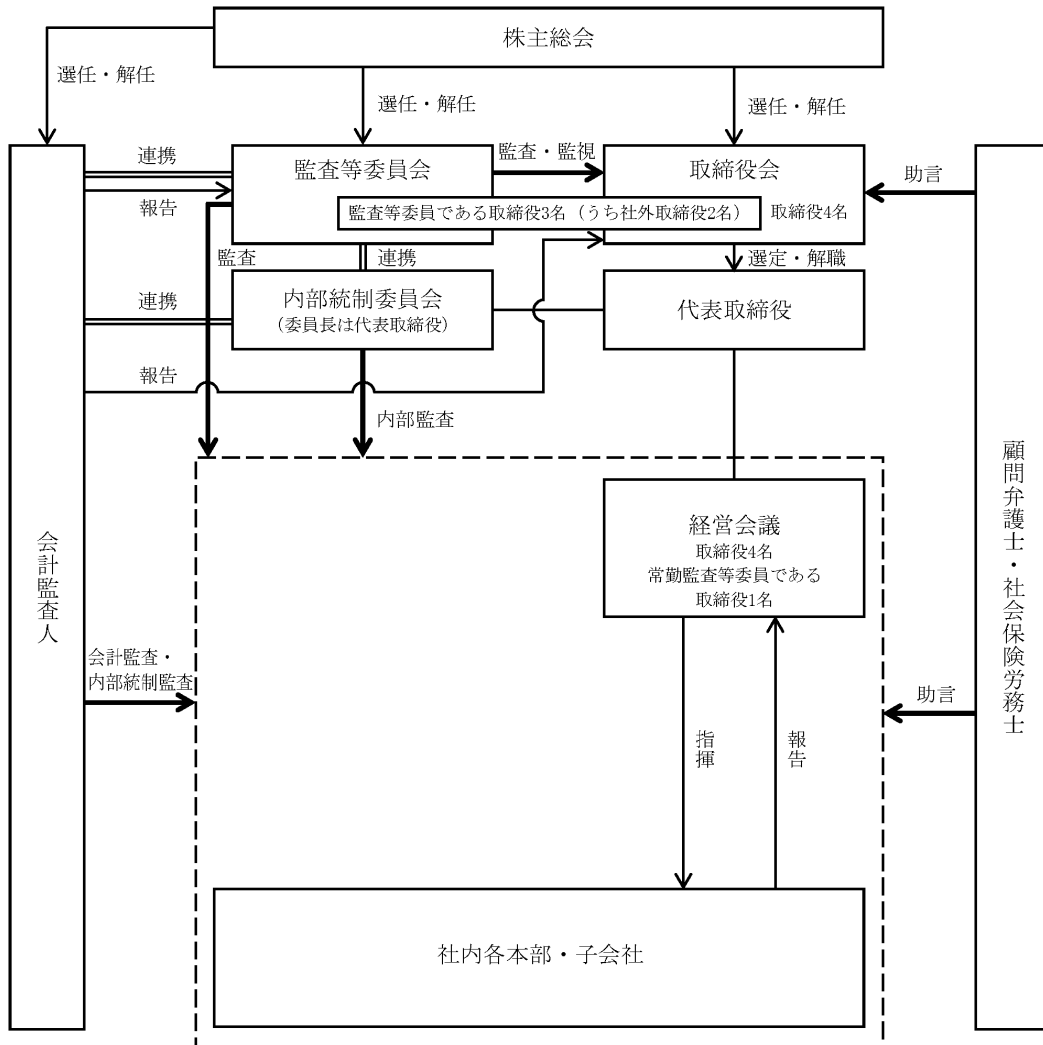 株主総会
選任・解任
選任・解任
選任・解任
連携
監査等委員会
監査・監視
取締役会
助言
報告
監査等委員である取締役3名（うち社外取締役2名）
取締役4名
監査
連携
選定・解職
連携
内部統制委員会
（委員長は代表取締役）
代表取締役
報告
内部監査
会計監査人
顧問弁護士・社会保険労務士
経営会議
取締役4名
常勤監査等委員である
取締役1名
会計監査・
内部統制監査
助言
指揮
報告
社内各本部・子会社